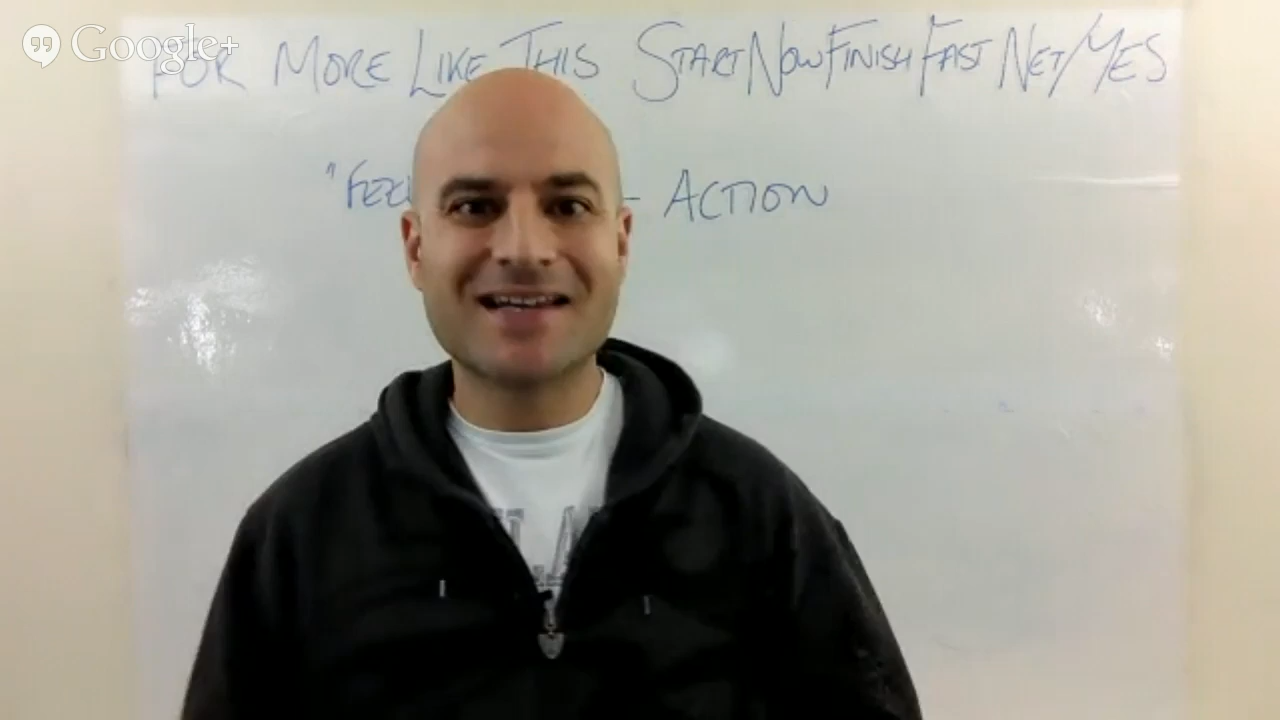 Google+
FOR MORE LIKE THIS STARTNOWFINISHFAST NET/YES
- ACTION